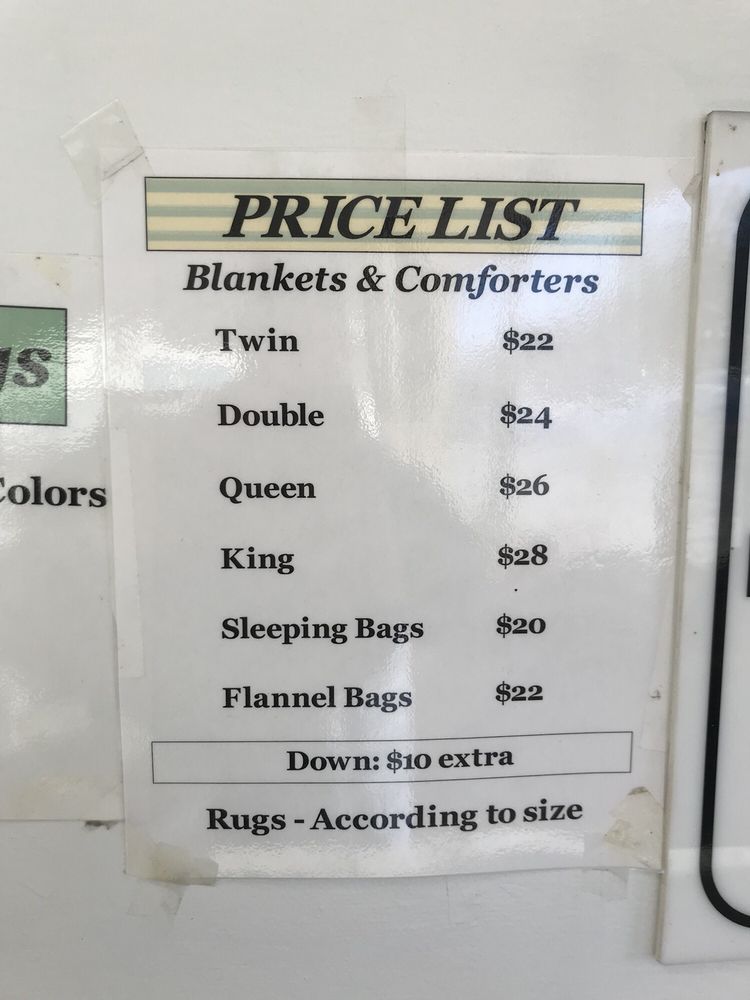 PRICE LIST
Blankets & Comforters
Twin $22
Double $24
Queen $26
King $28
Sleeping Bags $20
Flannel Bags $22
Down: $10 extra
Rugs - According to size
Colors